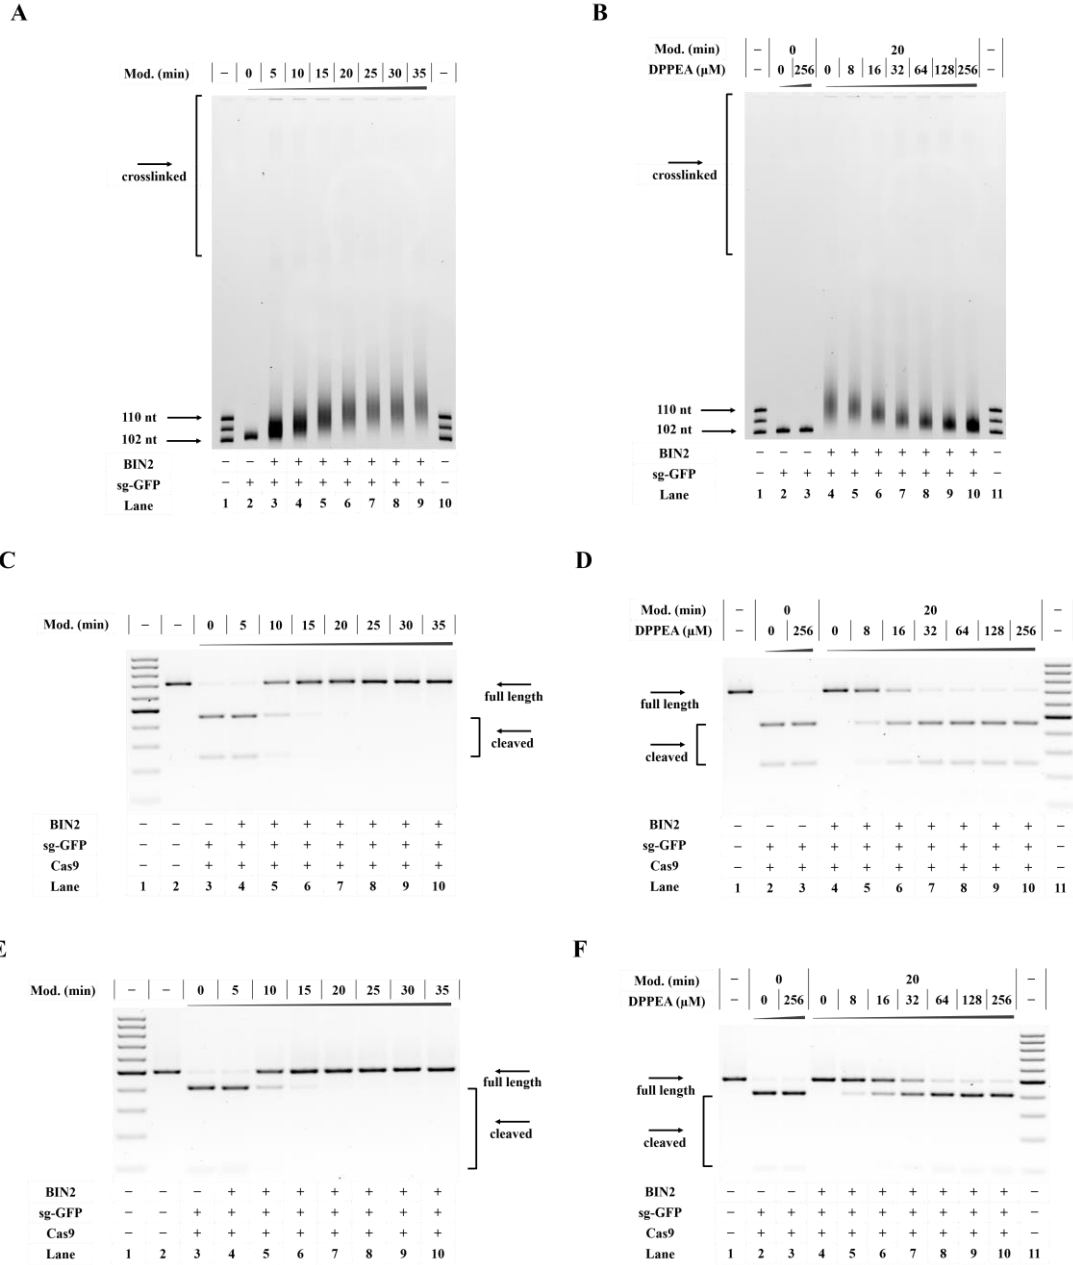 A
Mod. (min) – 0 5 10 15 20 25 30 35 –
crosslinked
110 nt
102 nt
BIN2 – – + + + + + + + –
sg-GFP – + + + + + + + + –
Lane 1 2 3 4 5 6 7 8 9 10
B
Mod. (min) – 0 20 –
DPPEA (µM) – 0 256 0 8 16 32 64 128 256 –
crosslinked
110 nt
102 nt
BIN2 – – – + + + + + + + –
sg-GFP – + + + + + + + + + –
Lane 1 2 3 4 5 6 7 8 9 10 11
C
Mod. (min) – – 0 5 10 15 20 25 30 35
full length
cleaved
BIN2 – – – + + + + + + +
sg-GFP – – + + + + + + + +
Cas9 – – + + + + + + + +
Lane 1 2 3 4 5 6 7 8 9 10
D
Mod. (min) – 0 20 –
DPPEA (µM) – 0 256 0 8 16 32 64 128 256 –
full length
cleaved
BIN2 – – – + + + + + + + –
sg-GFP – + + + + + + + + + –
Cas9 – + + + + + + + + + –
Lane 1 2 3 4 5 6 7 8 9 10 11
E
Mod. (min) – – 0 5 10 15 20 25 30 35
full length
cleaved
BIN2 – – – + + + + + + +
sg-GFP – – + + + + + + + +
Cas9 – – + + + + + + + +
Lane 1 2 3 4 5 6 7 8 9 10
F
Mod. (min) – 0 20 –
DPPEA (µM) – 0 256 0 8 16 32 64 128 256 –
full length
cleaved
BIN2 – – – + + + + + + + –
sg-GFP – + + + + + + + + + –
Cas9 – + + + + + + + + + –
Lane 1 2 3 4 5 6 7 8 9 10 11